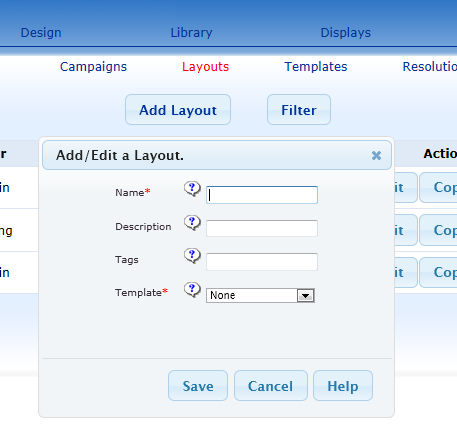 Design Library Displays
Campaigns Layouts Templates Resolutio
Add Layout Filter
r Actio
Add/Edit a Layout.
in it Cop
Name*
ng it Cop
Description
in it Cop
Tags
Template* None
Save Cancel Help